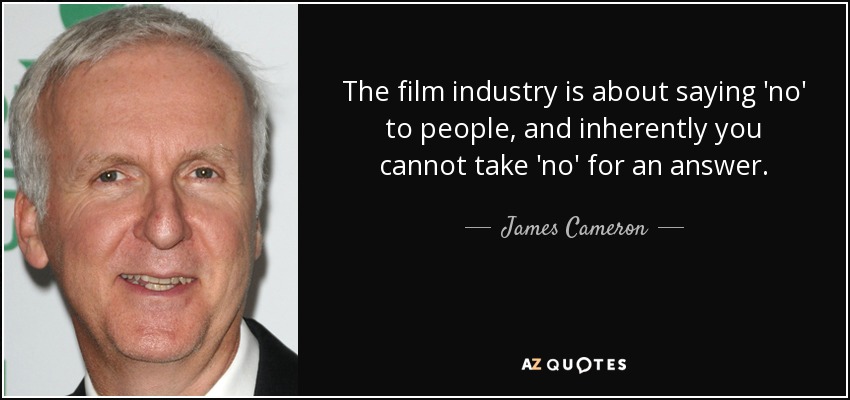 The film industry is about saying 'no'
to people, and inherently you
cannot take 'no' for an answer.
James Cameron
AZ QUOTES